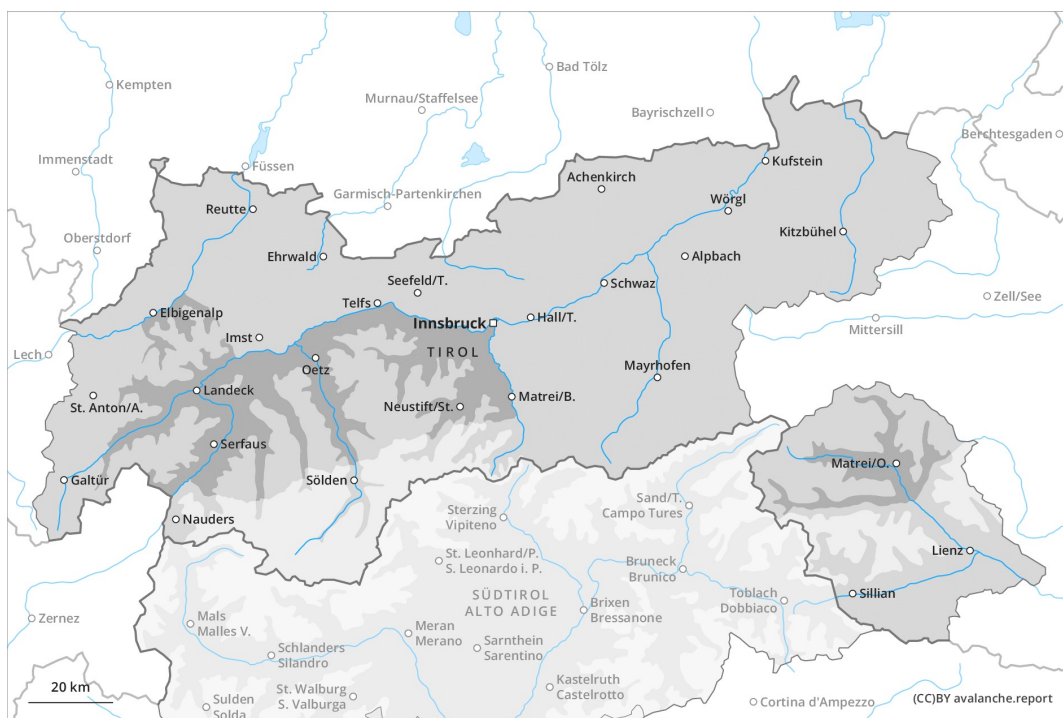 Kempten
Bad Tölz
Murnau/Staffelsee
Bayrischzell
Berchtesgaden
Immenstadt
Füssen
Kufstein
Achenkirch
Garmisch-Partenkirchen
Reutte
Wörgl
Oberstdorf
Kitzbühel
Ehrwald
Alpbach
Seefeld/T.
Schwaz
Zell/See
Telfs
Elbigenalp
Hall/T.
Innsbruck
Mittersill
Imst
Lech
TIROL
Oetz
Mayrhofen
Landeck
St. Anton/A.
Neustift/St.
Matrei/B.
Serfaus
Matrei/O.
Galtür
Sölden
Sand/T.
Campo Tures
Nauders
Sterzing
Vipiteno
St. Leonhard/P.
S. Leonardo i. P.
Lienz
Bruneck
Brunico
SÜDTIROL
ALTO ADIGE
Toblach
Dobbiaco
Sillian
Brixen
Bressanone
Zernez
Mals
Malles V.
Meran
Merano
Sarnthein
Sarentino
Schlanders
Silandro
20 km
St. Walburg
S. Valburga
Kastelruth
Castelrotto
Sulden
Solda
Cortina d'Ampezzo
(CC)BY avalanche.report